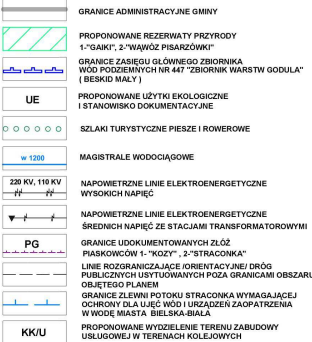 GRANICE ADMINISTRACYJNE GMINY
PROPONOWANE REZERWATY PRZYRODY
1-"GAIKI", 2-"WĄWÓZ PISARZÓWKI"
GRANICE ZASIĘGU GŁÓWNEGO ZBIORNIKA
WÓD PODZIEMNYCH NR 447 "ZBIORNIK WARSTW GODULA"
( BESKID MAŁY )
UE
PROPONOWANE UŻYTKI EKOLOGICZNE
I STANOWISKO DOKUMENTACYJNE
SZLAKI TURYSTYCZNE PIESZE I ROWEROWE
w 1200
MAGISTRALE WODOCIĄGOWE
220 KV, 110 KV
NAPOWIETRZNE LINIE ELEKTROENERGETYCZNE
WYSOKICH NAPIĘĆ
NAPOWIETRZNE LINIE ELEKTROENERGETYCZNE
ŚREDNICH NAPIĘĆ ZE STACJAMI TRANSFORMATOROWYMI
PG
GRANICE UDOKUMENTOWANYCH ZŁÓŻ
PIASKOWCÓW 1- "KOZY" , 2-"STRACONKA"
LINIE ROZGRANICZAJĄCE /ORIENTACYJNE/ DRÓG
PUBLICZNYCH USYTUOWANYCH POZA GRANICAMI OBSZARU
OBJĘTEGO PLANEM
GRANICE ZLEWNI POTOKU STRACONKA WYMAGAJĄCEJ
OCHRONY DLA UJĘĆ WÓD I URZĄDZEŃ ZAOPATRZENIA
W WODĘ MIASTA BIELSKA-BIAŁA
KK/U
PROPONOWANE WYDZIELENIE TERENU ZABUDOWY
USŁUGOWEJ W TERENACH KOLEJOWYCH